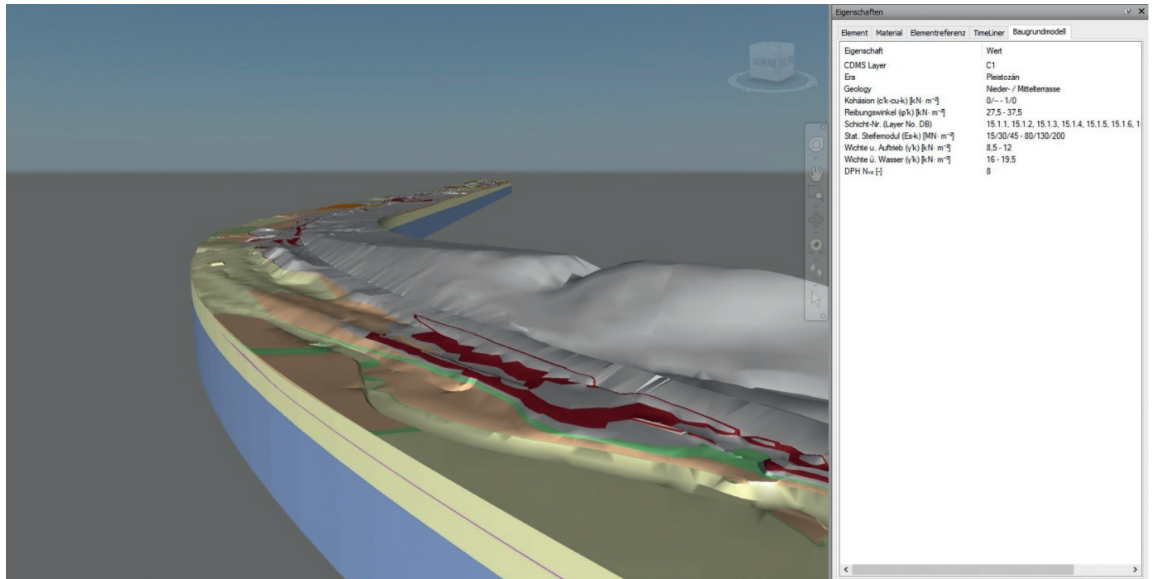 Eigenschaften
Element Material Elementreferenz TimeLiner Baugrundmodell
Eigenschaft Wert
CDMS Layer C1
Era Pleistozän
Geology Nieder- / Mittelterrasse
Kohäsion (c'k-cu-k) [kN· m⁻²] 0/-- - 1/0
Reibungswinkel (φ'k) [kN· m⁻²] 27,5 - 37,5
Schicht-Nr. (Layer No. DB) 15.1.1, 15.1.2, 15.1.3, 15.1.4, 15.1.5, 15.1.6, 1
Stat. Steifemodul (Es-k) [MN· m⁻²] 15/30/45 - 80/130/200
Wichte u. Auftrieb (γ'k) [kN· m⁻³] 8,5 - 12
Wichte ü. Wasser (γ'k) [kN· m⁻³] 16 - 19,5
DPH N₁₀ [-] 8
VORNE